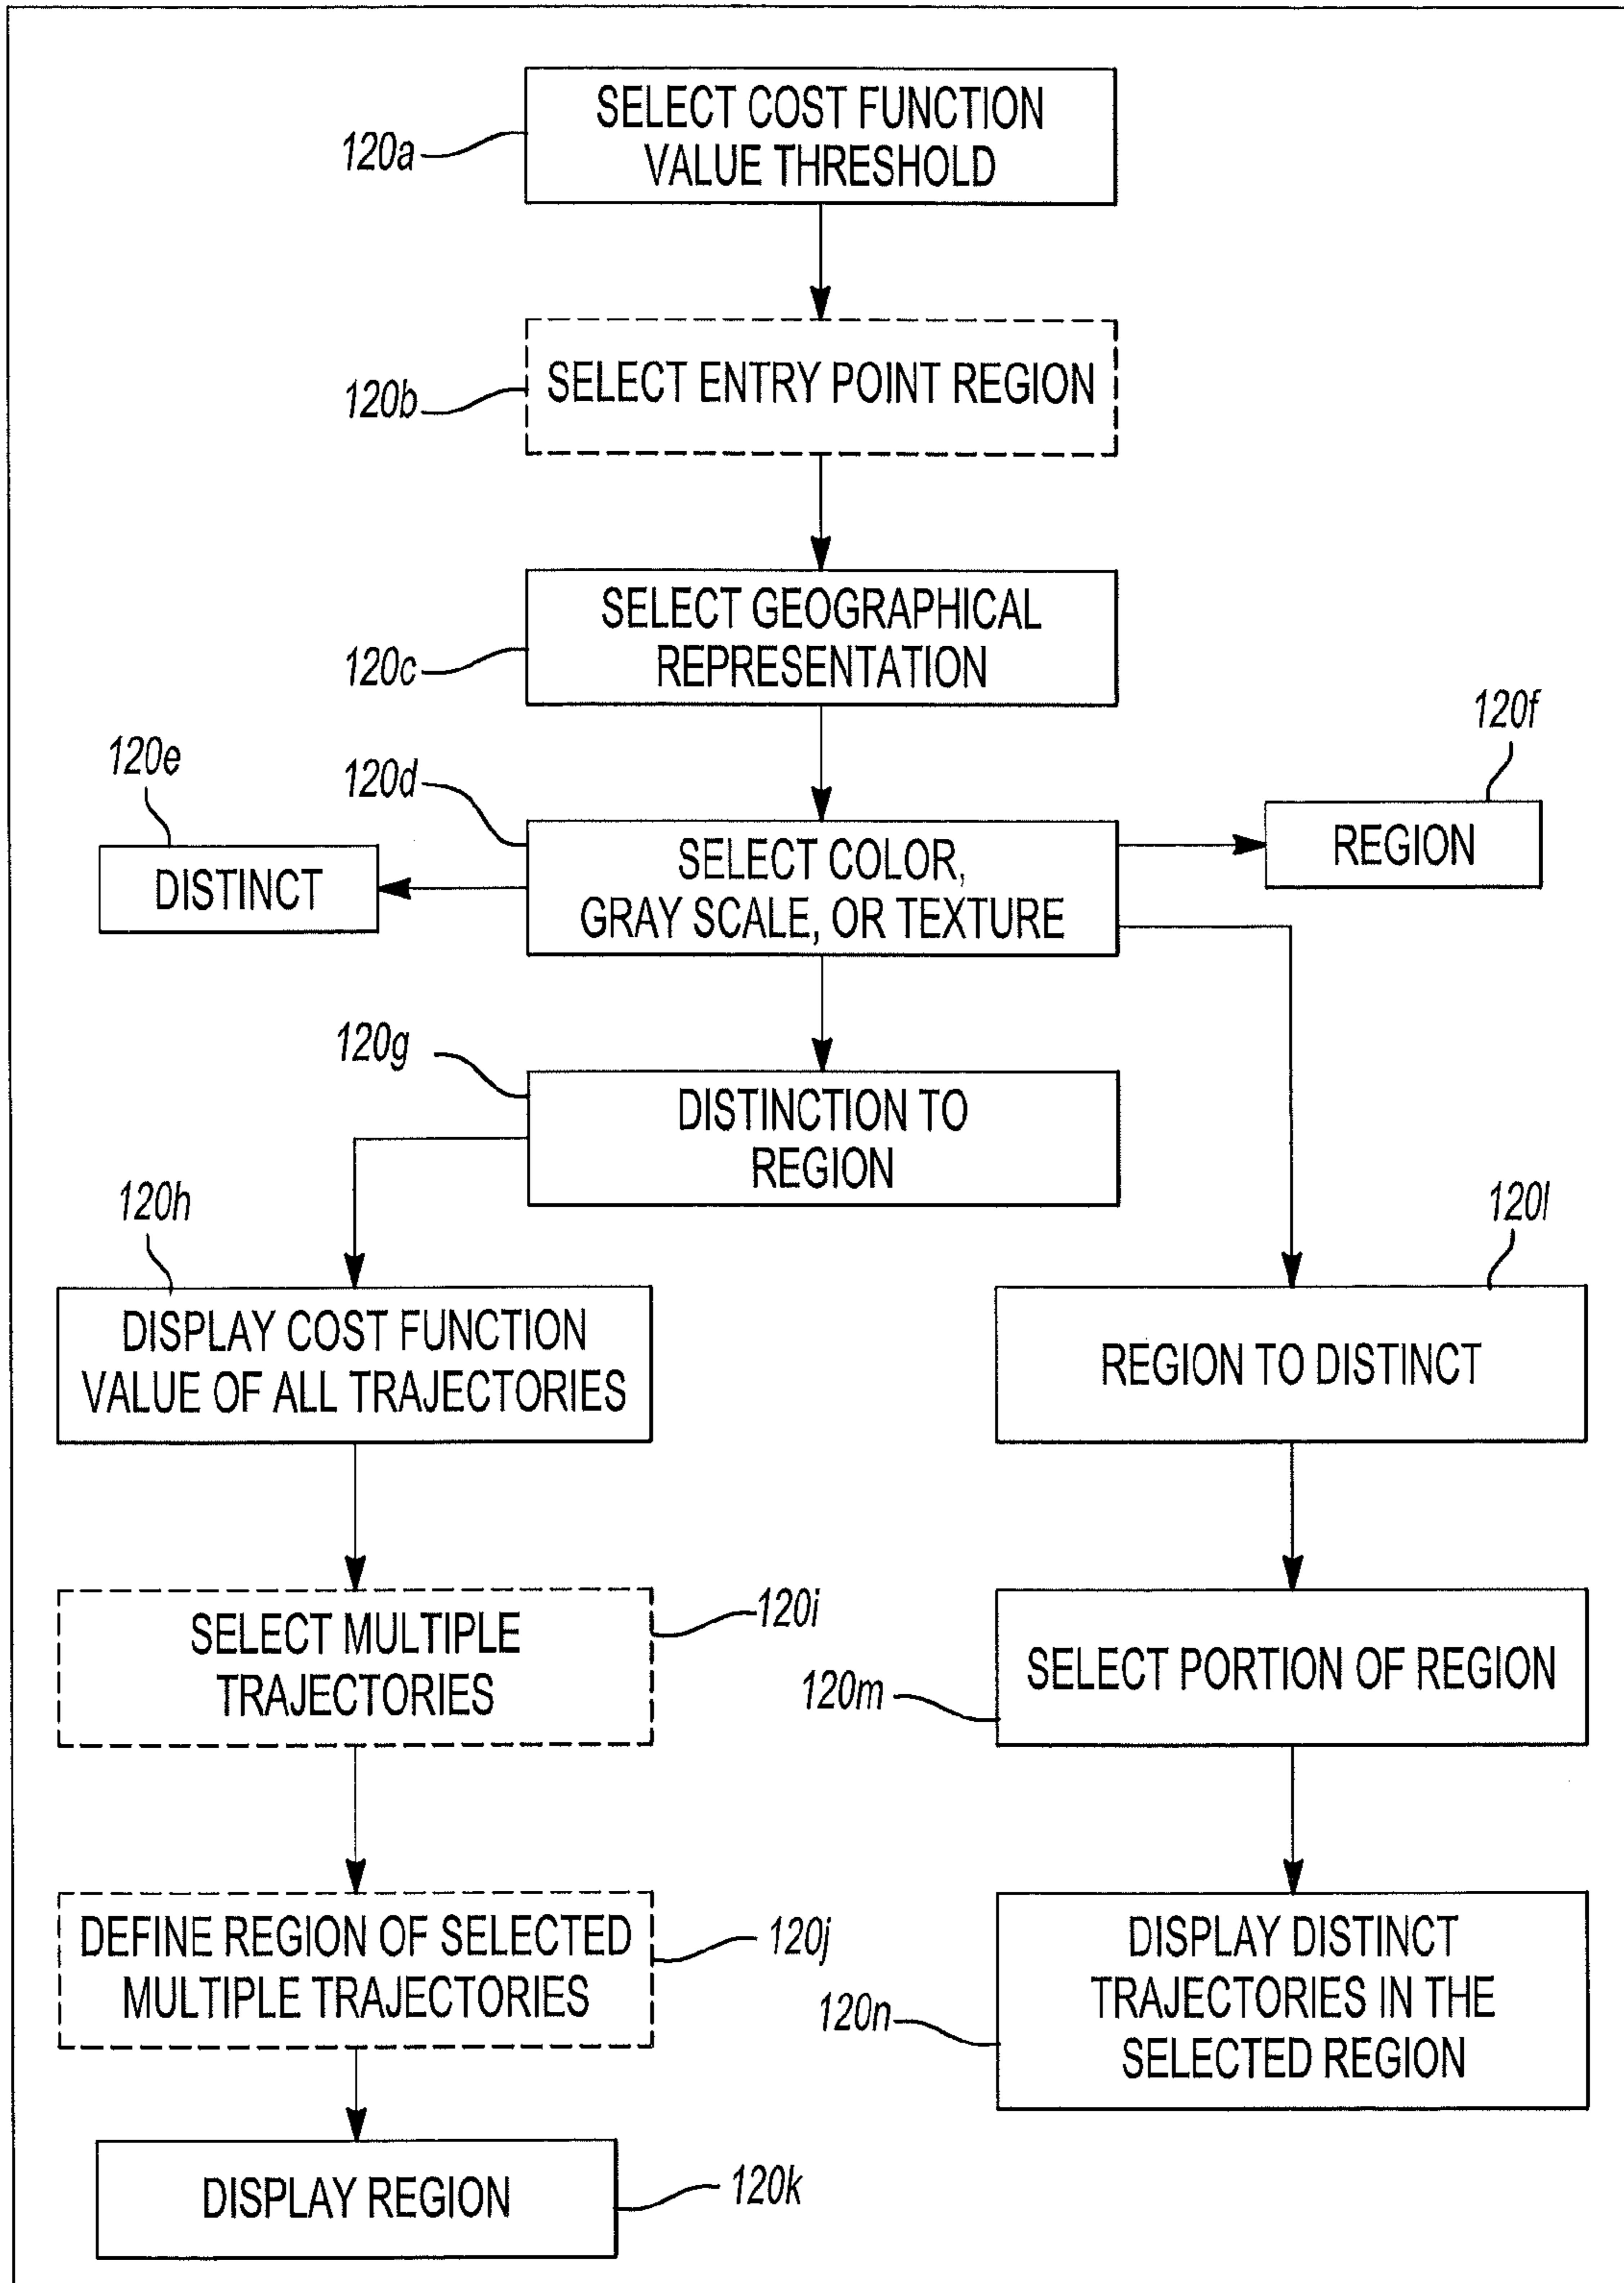 SELECT COST FUNCTION
VALUE THRESHOLD
120a
SELECT ENTRY POINT REGION
120b
SELECT GEOGRAPHICAL
REPRESENTATION
120c
120f
120e
120d
REGION
SELECT COLOR,
GRAY SCALE, OR TEXTURE
DISTINCT
120g
DISTINCTION TO
REGION
120h
120l
DISPLAY COST FUNCTION
VALUE OF ALL TRAJECTORIES
REGION TO DISTINCT
SELECT MULTIPLE
TRAJECTORIES
120i
SELECT PORTION OF REGION
120m
DEFINE REGION OF SELECTED
MULTIPLE TRAJECTORIES
120j
DISPLAY DISTINCT
TRAJECTORIES IN THE
SELECTED REGION
120n
DISPLAY REGION
120k